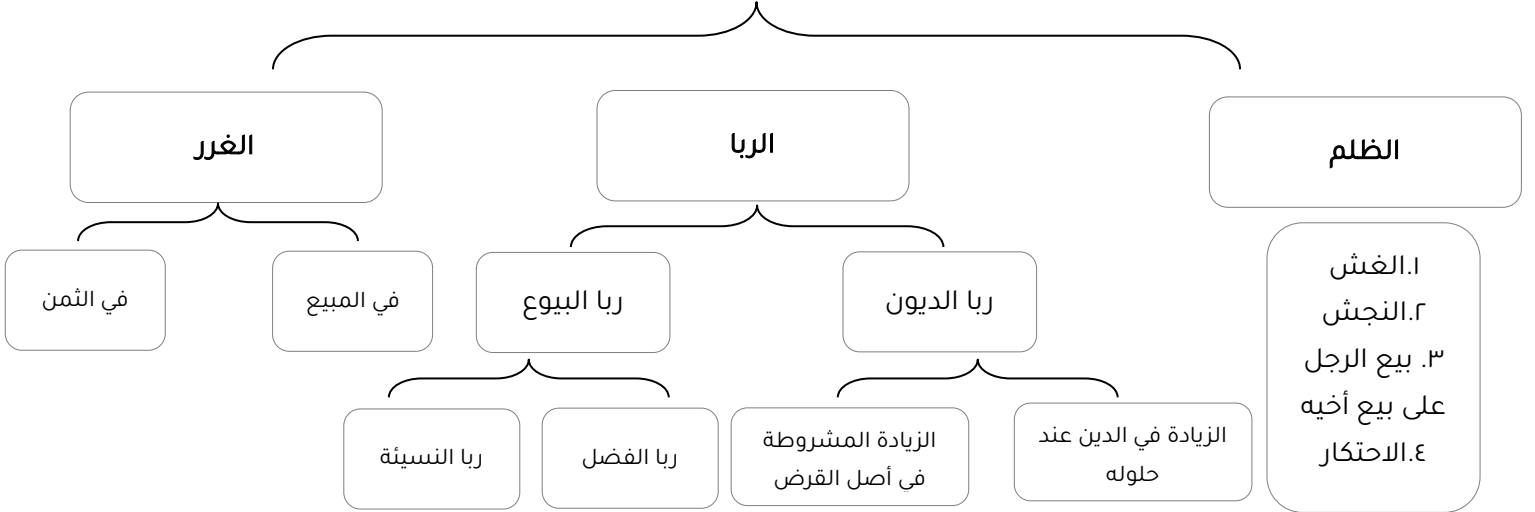 الظلم
الربا
الغرر
١.الغش
٢.النجش
٣. بيع الرجل
على بيع أخيه
٤.الاحتكار
ربا الديون
ربا البيوع
في المبيع
في الثمن
الزيادة في الدين عند
حلوله
الزيادة المشروطة
في أصل القرض
ربا الفضل
ربا النسيئة